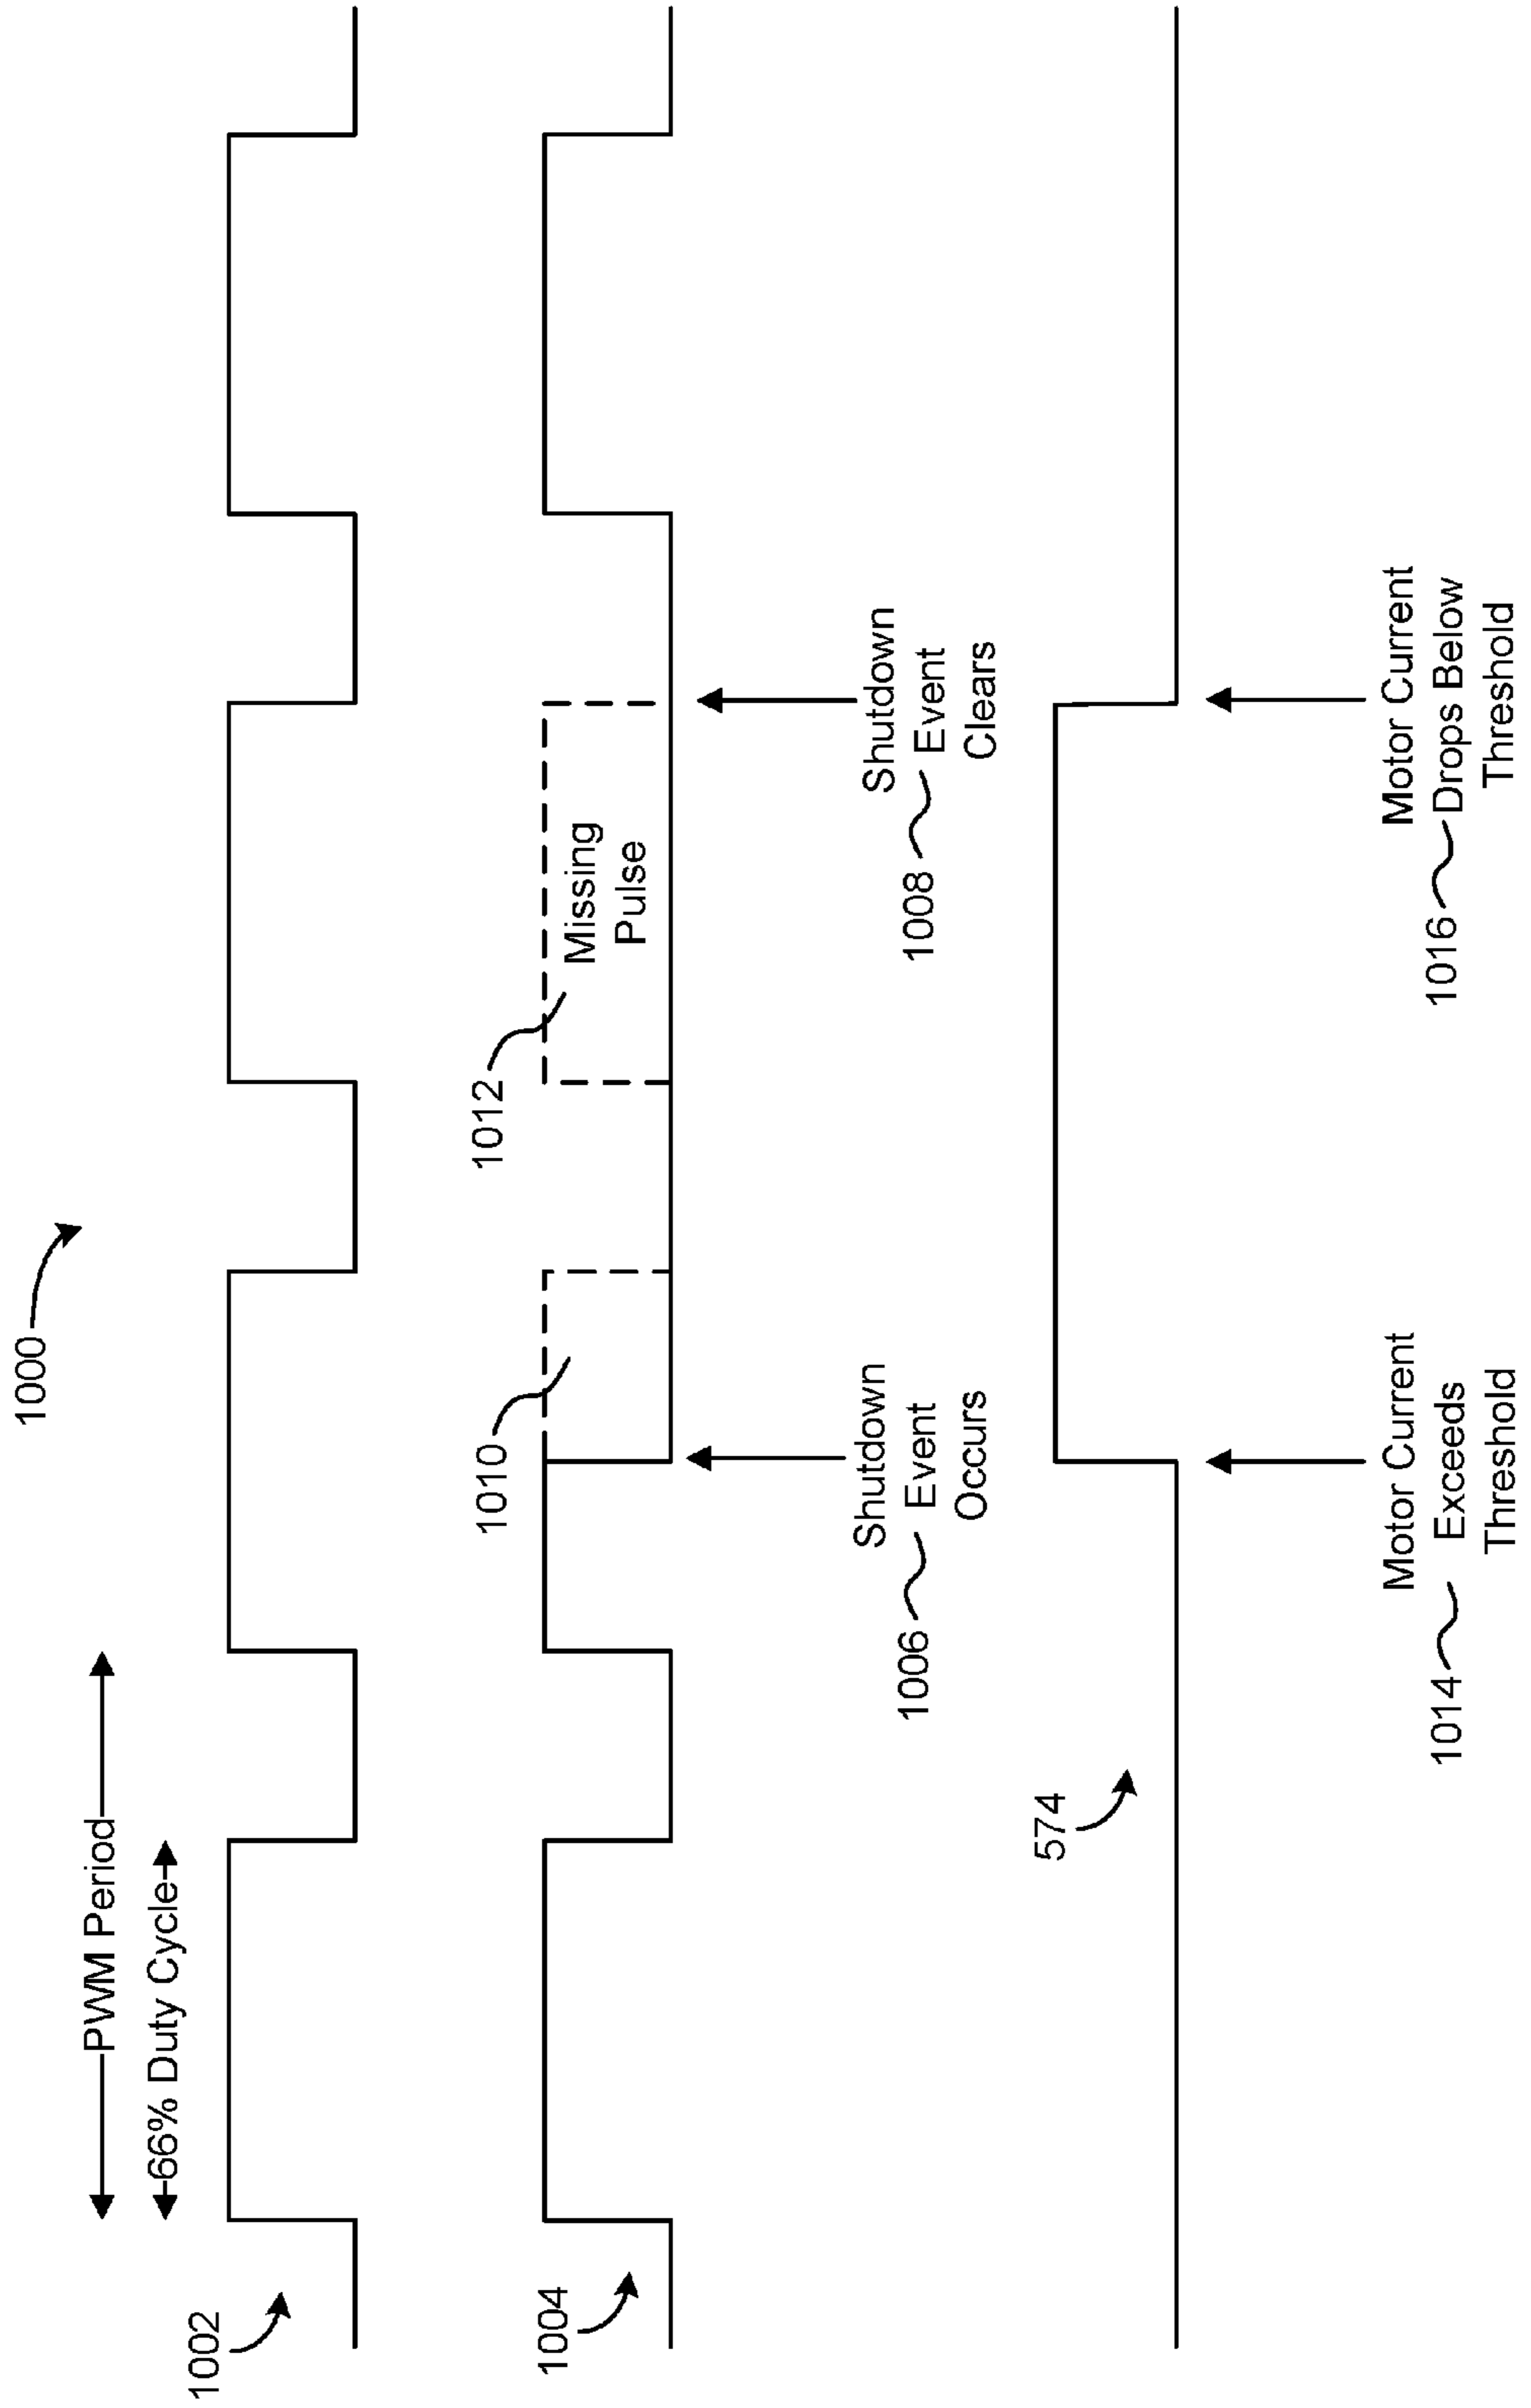 1000
PWM Period
66% Duty Cycle
1002
1004
1010
1012
Missing
Pulse
1006
Shutdown
Event
Occurs
1008
Shutdown
Event
Clears
574
1014
Motor Current
Exceeds
Threshold
1016
Motor Current
Drops Below
Threshold